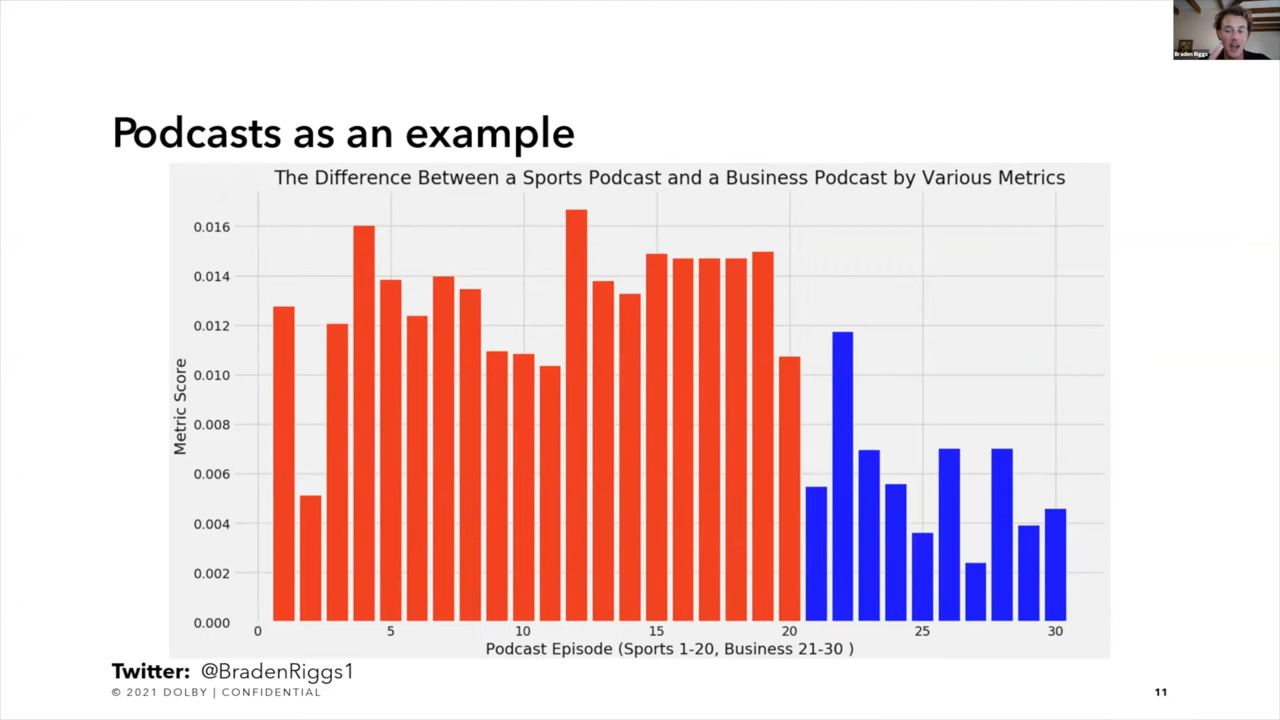 Braden Riggs
Podcasts as an example
The Difference Between a Sports Podcast and a Business Podcast by Various Metrics
0.016
0.014
0.012
0.010
0.008
0.006
0.004
0.002
0.000
Metric Score
0 5 10 15 20 25 30
Podcast Episode (Sports 1-20, Business 21-30 )
Twitter: @BradenRiggs1
© 2021 DOLBY | CONFIDENTIAL
11